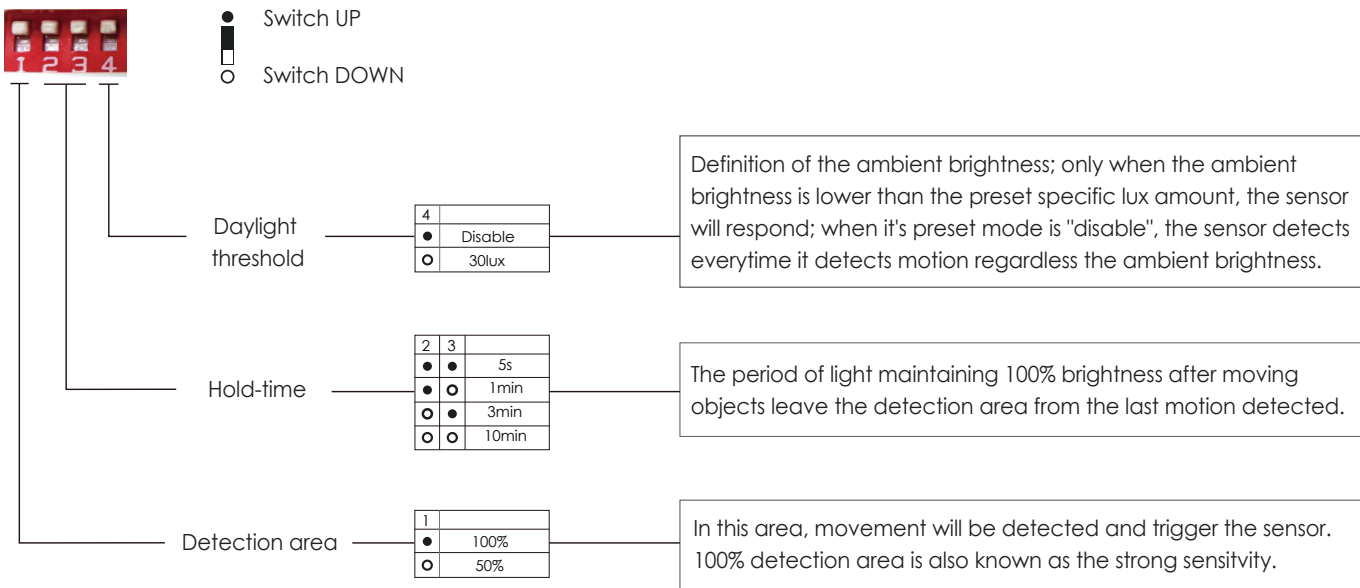 1 2 3 4
Switch UP
Switch DOWN
Daylight
threshold
4
Disable
30lux
Definition of the ambient brightness; only when the ambient
brightness is lower than the preset specific lux amount, the sensor
will respond; when it's preset mode is "disable", the sensor detects
everytime it detects motion regardless the ambient brightness.
Hold-time
2 3
5s
1min
3min
10min
The period of light maintaining 100% brightness after moving
objects leave the detection area from the last motion detected.
Detection area
1
100%
50%
In this area, movement will be detected and trigger the sensor.
100% detection area is also known as the strong sensitvity.